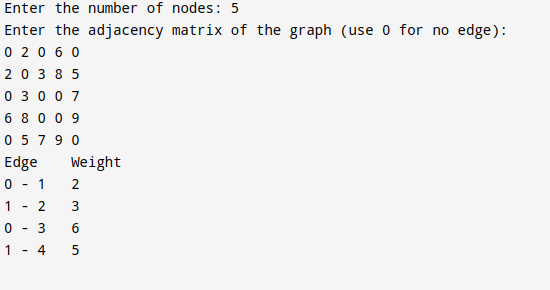 Enter the number of nodes: 5
Enter the adjacency matrix of the graph (use 0 for no edge):
0 2 0 6 0
2 0 3 8 5
0 3 0 0 7
6 8 0 0 9
0 5 7 9 0
Edge    Weight
0 - 1   2
1 - 2   3
0 - 3   6
1 - 4   5